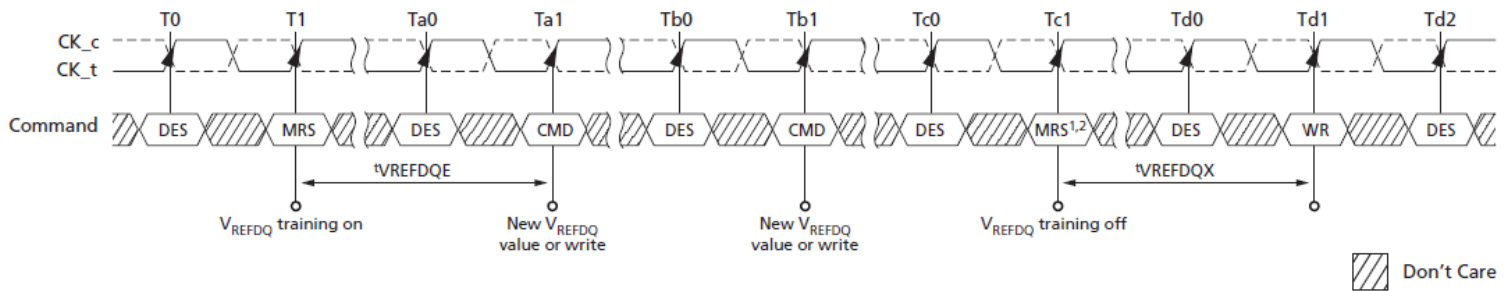 T0 T1 Ta0 Ta1 Tb0 Tb1 Tc0 Tc1 Td0 Td1 Td2
CK_c
CK_t
Command DES MRS DES CMD DES CMD DES MRS1,2 DES WR DES
tVREFDQE tVREFDQX
VREFDQ training on New VREFDQ New VREFDQ VREFDQ training off
value or write value or write
Don't Care